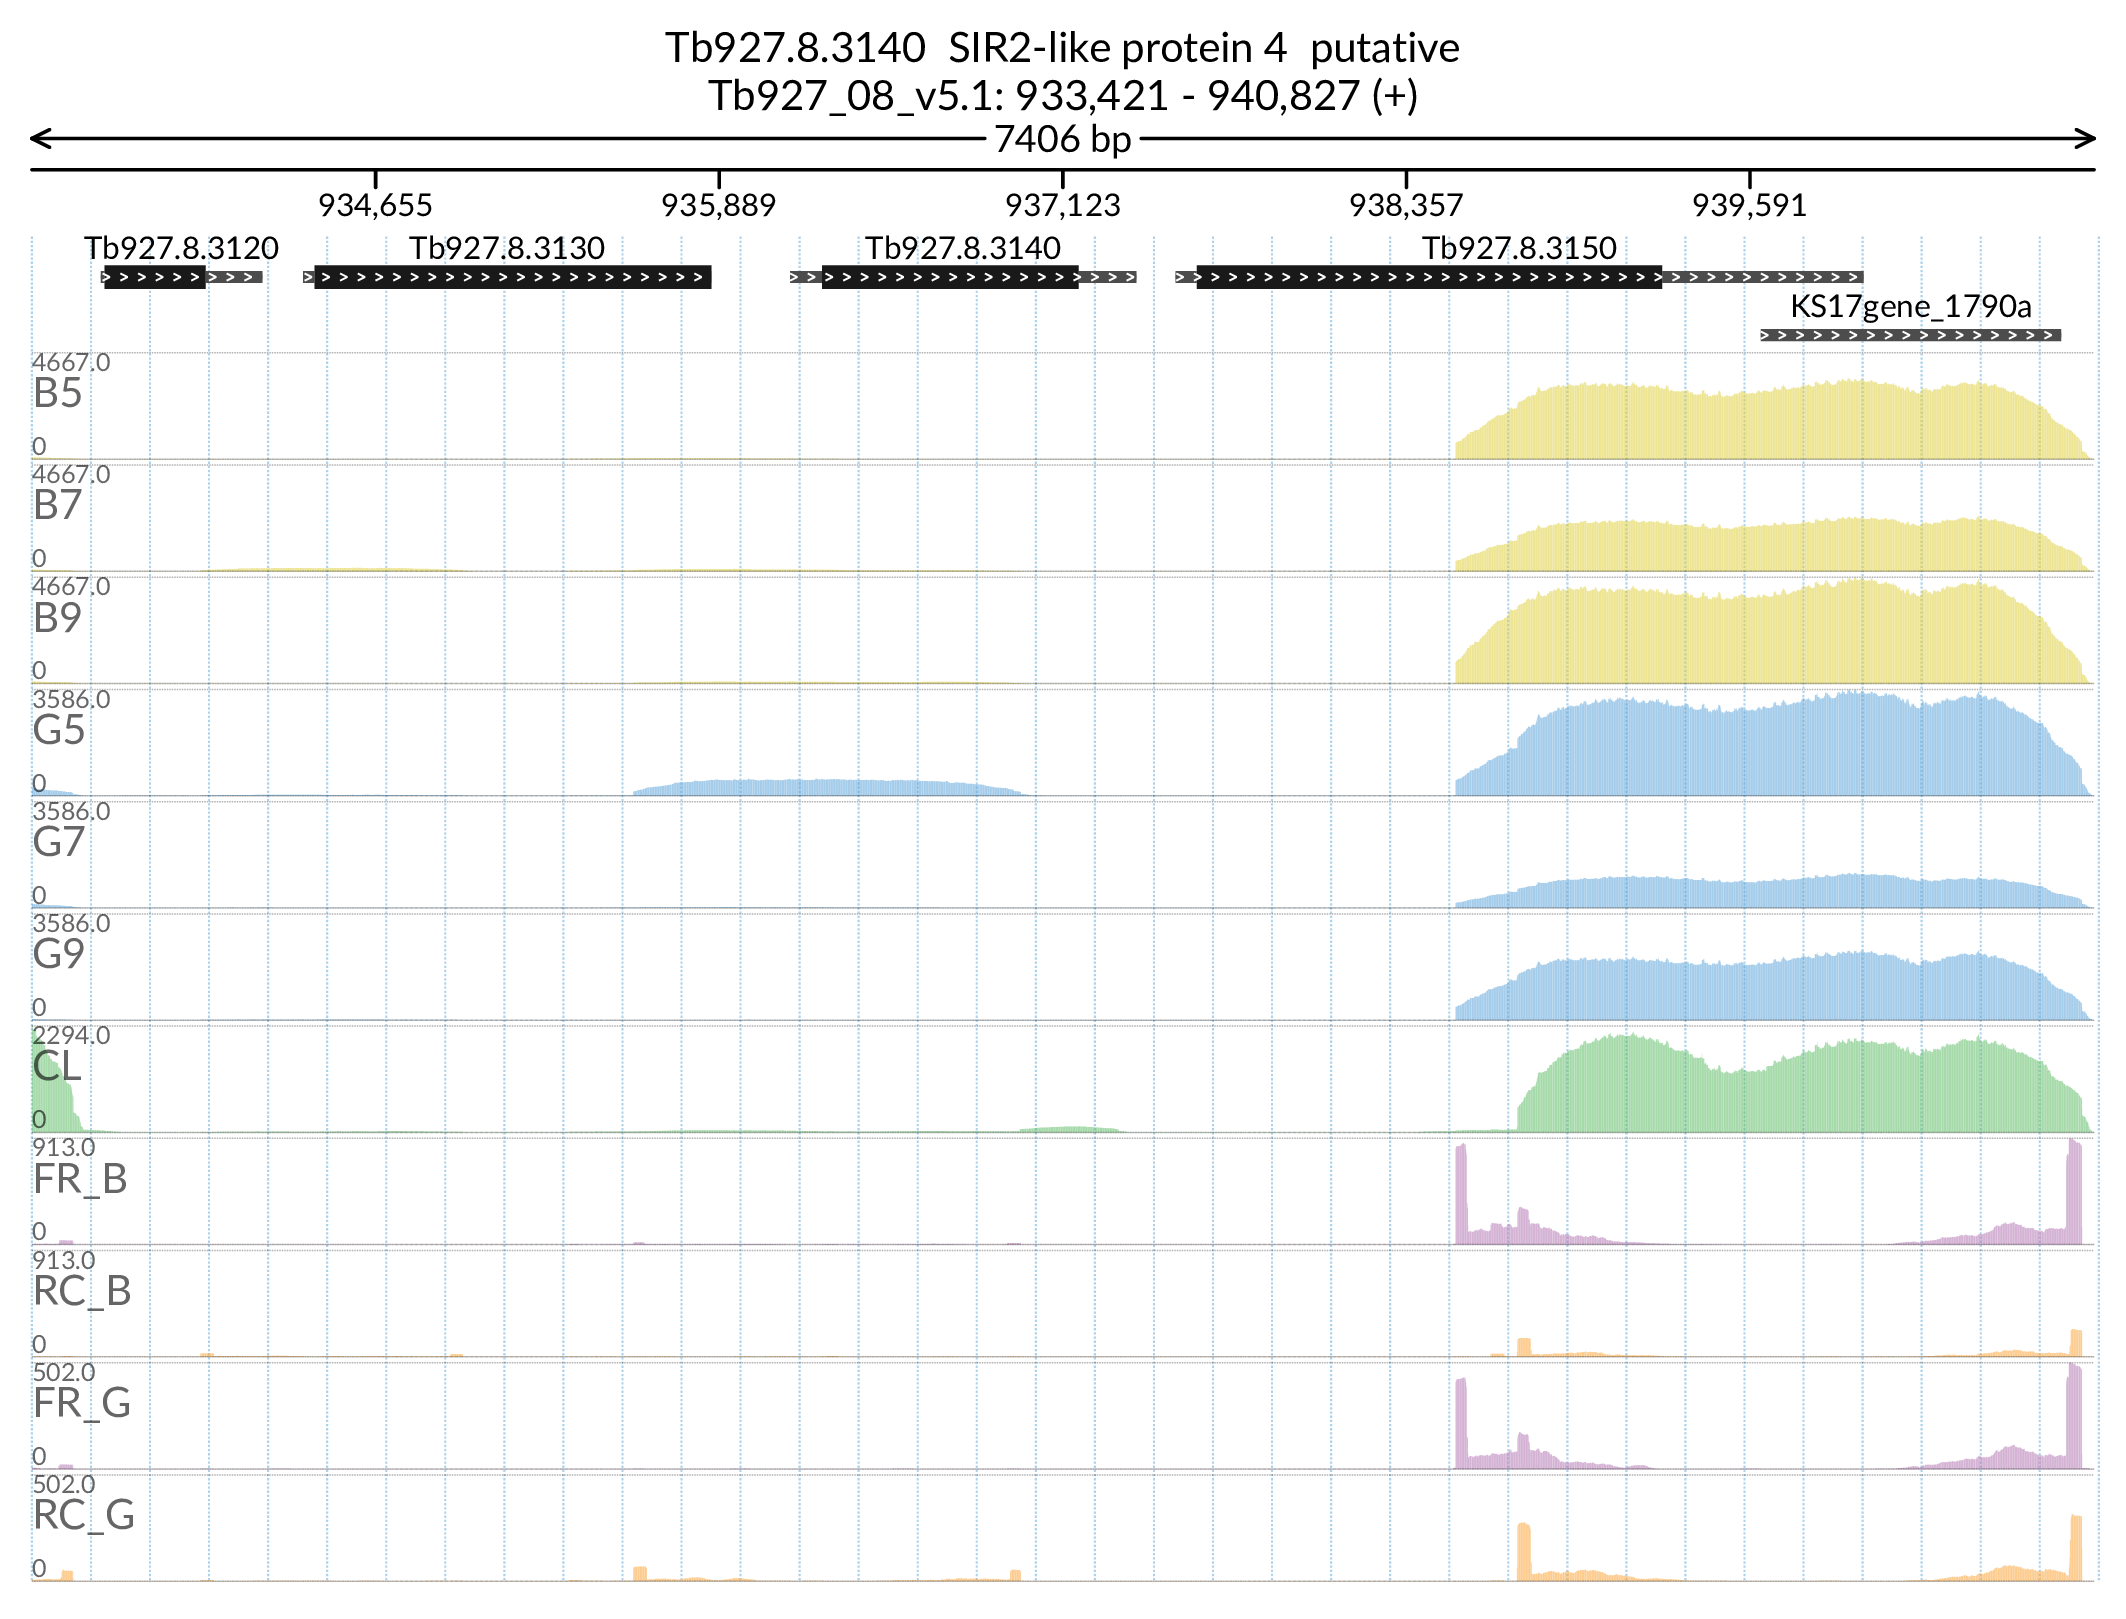 Tb927.8.3140  SIR2-like protein 4  putative
Tb927_08_v5.1: 933,421 - 940,827 (+)
7406 bp
934,655 935,889 937,123 938,357 939,591
Tb927.8.3120 Tb927.8.3130 Tb927.8.3140 Tb927.8.3150
KS17gene_1790a
4667.0
B5
0
4667.0
B7
0
4667.0
B9
0
3586.0
G5
0
3586.0
G7
0
3586.0
G9
0
2294.0
CL
0
913.0
FR_B
0
913.0
RC_B
0
502.0
FR_G
0
502.0
RC_G
0